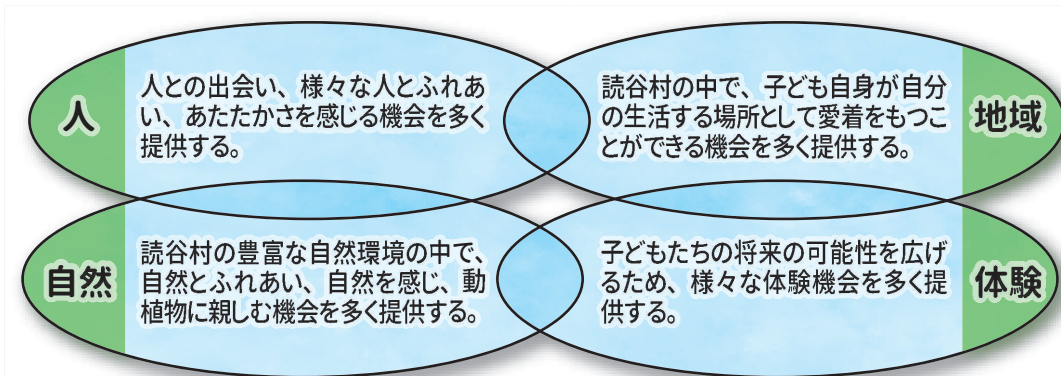 人
人との出会い、様々な人とふれあ
い、あたたかさを感じる機会を多く
提供する。
読谷村の中で、子ども自身が自分
の生活する場所として愛着をもつこ
とができる機会を多く提供する。
地域
自然
読谷村の豊富な自然環境の中で、
自然とふれあい、自然を感じ、動
植物に親しむ機会を多く提供する。
子どもたちの将来の可能性を広げ
るため、様々な体験機会を多く提
供する。
体験